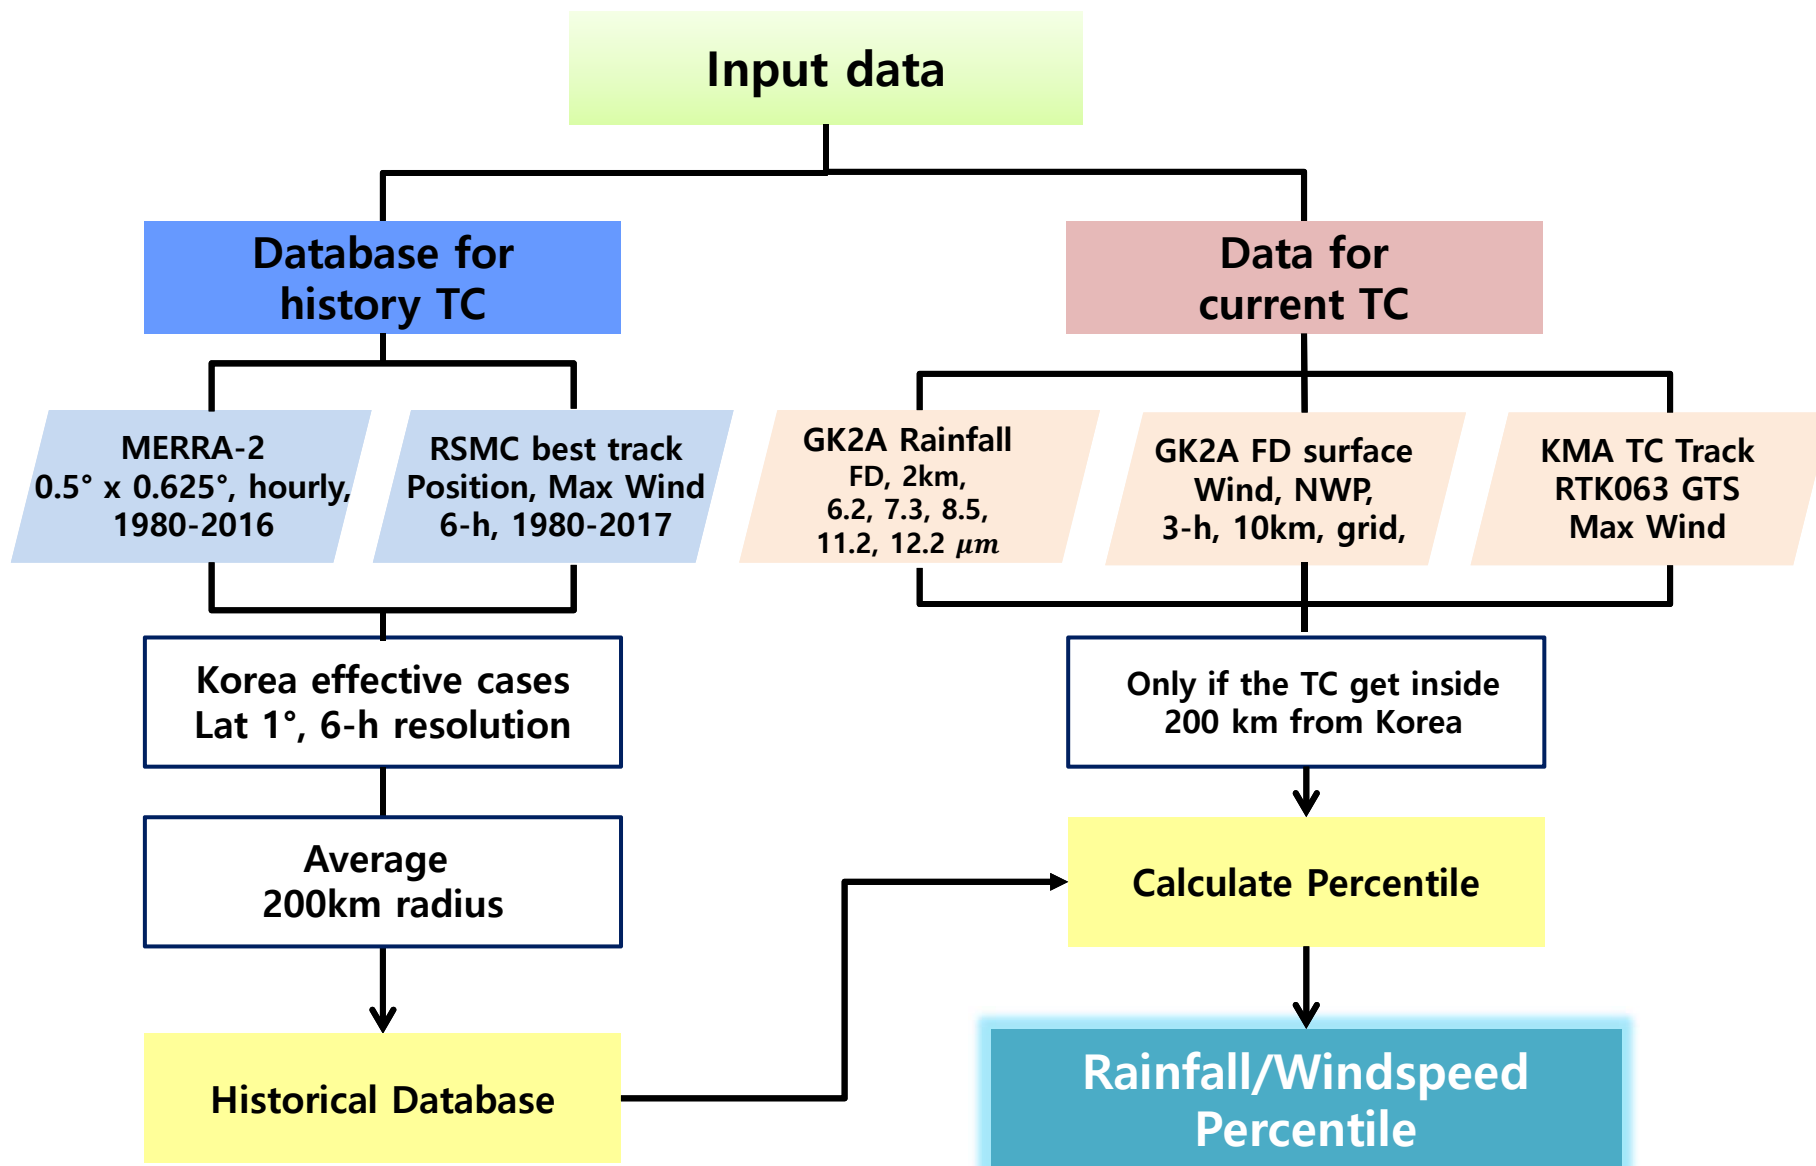 Input data
Database for
history TC
Data for
current TC
MERRA-2
0.5° x 0.625°, hourly,
1980-2016
RSMC best track
Position, Max Wind
6-h, 1980-2017
GK2A Rainfall
FD, 2km,
6.2, 7.3, 8.5,
11.2, 12.2 μm
GK2A FD surface
Wind, NWP,
3-h, 10km, grid,
KMA TC Track
RTK063 GTS
Max Wind
Korea effective cases
Lat 1°, 6-h resolution
Only if the TC get inside
200 km from Korea
Average
200km radius
Calculate Percentile
Historical Database
Rainfall/Windspeed
Percentile